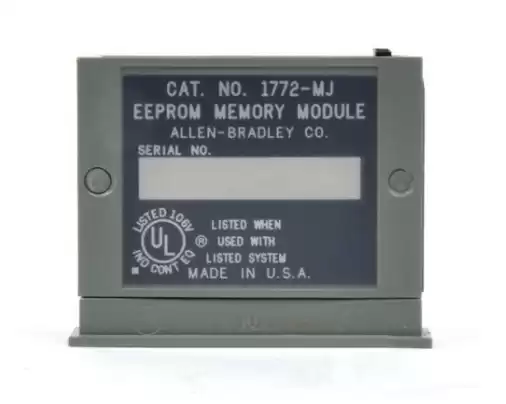 CAT. NO. 1772-MJ
EEPROM MEMORY MODULE
ALLEN-BRADLEY CO.
SERIAL NO.
LISTED 106V
UL
IND CONT EQ
®
LISTED WHEN
USED WITH
LISTED SYSTEM
MADE IN U.S.A.